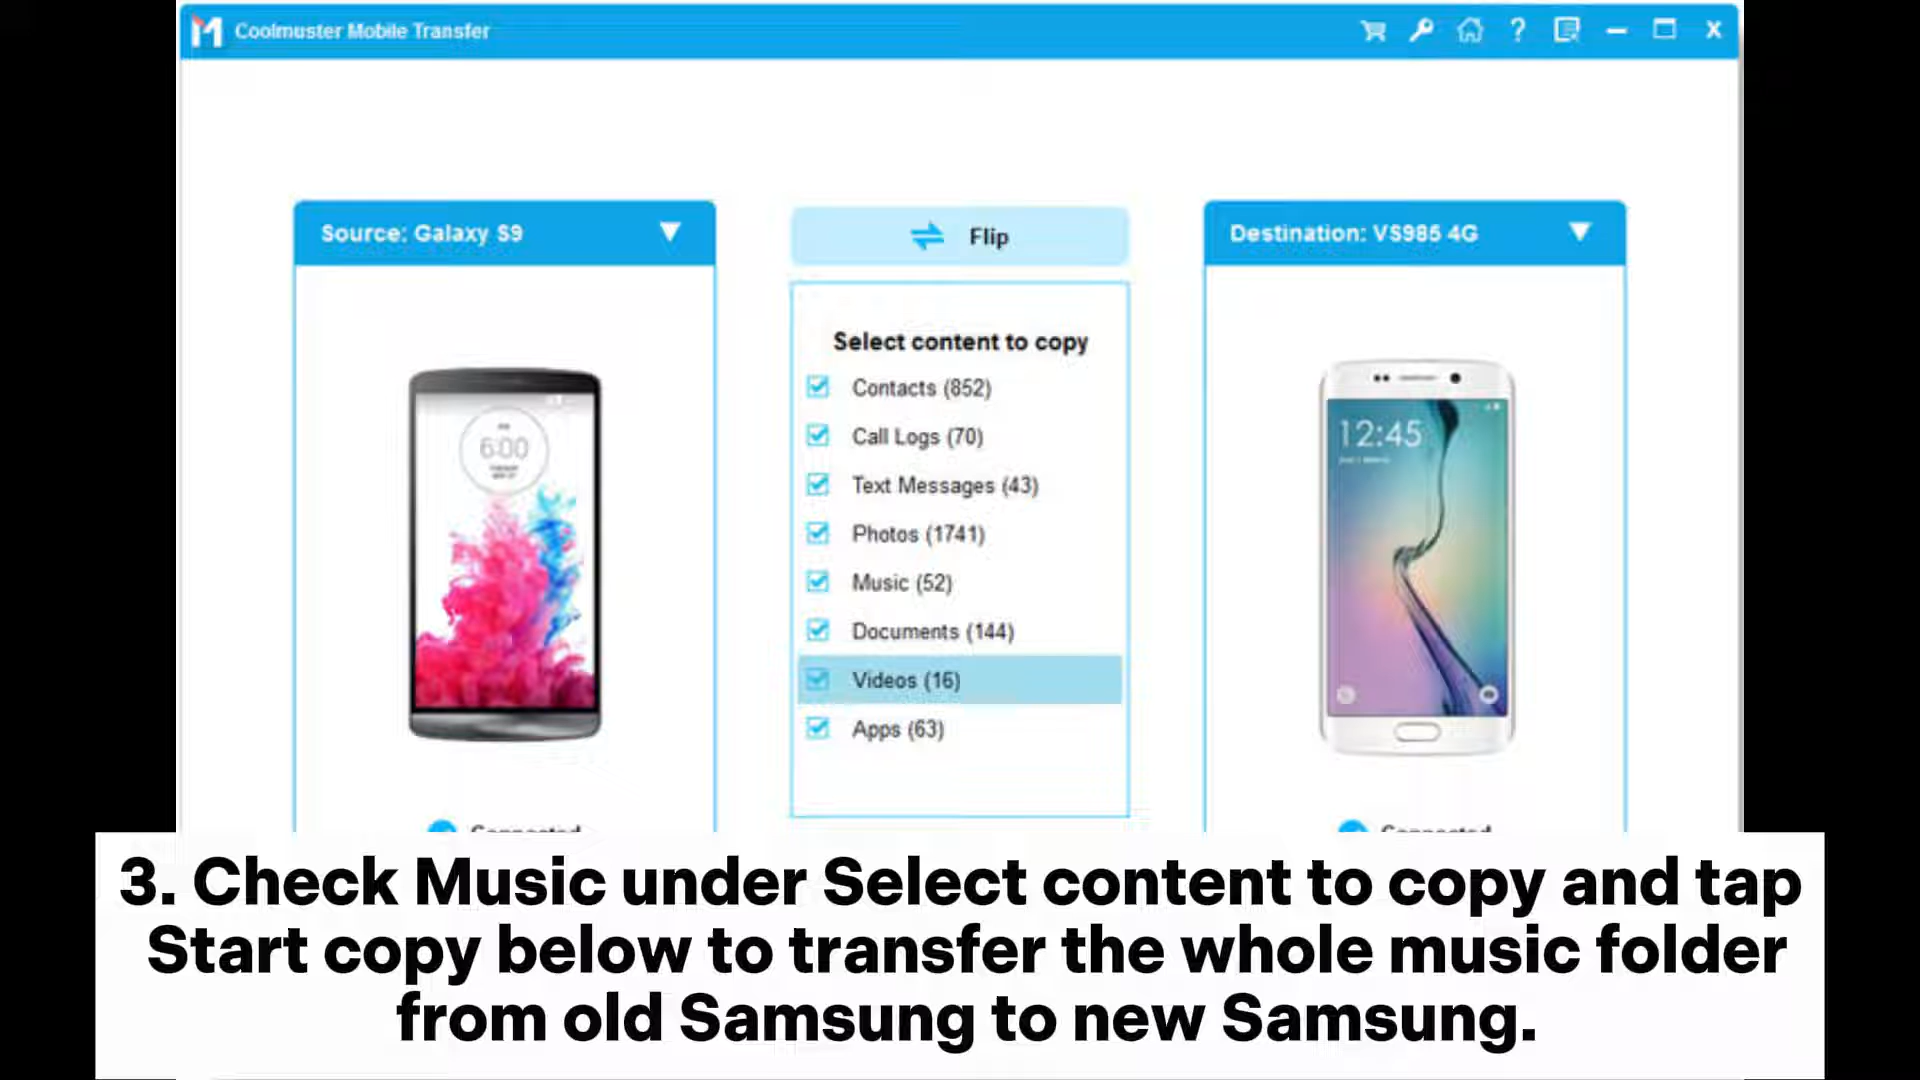 Coolmuster Mobile Transfer
?
X
Source: Galaxy S9
Flip
Destination: VS985 4G
Select content to copy
Contacts (852)
Call Logs (70)
Text Messages (43)
Photos (1741)
Music (52)
Documents (144)
Videos (16)
Apps (63)
6:00
12:45
Connected
Connected
3. Check Music under Select content to copy and tap
Start copy below to transfer the whole music folder
from old Samsung to new Samsung.